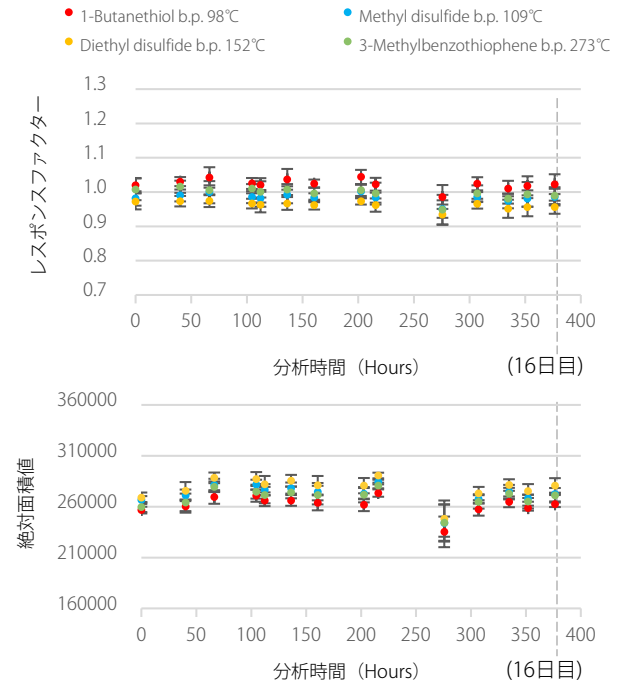 1-Butanethiol b.p. 98℃
Methyl disulfide b.p. 109℃
Diethyl disulfide b.p. 152℃
3-Methylbenzothiophene b.p. 273℃
レスポンスファクター
1.3
1.2
1.1
1.0
0.9
0.8
0.7
0 50 100 150 200 250 300 350 400
分析時間（Hours）
(16日目)
絶対面積値
360000
310000
260000
210000
160000
0 50 100 150 200 250 300 350 400
分析時間（Hours）
(16日目)